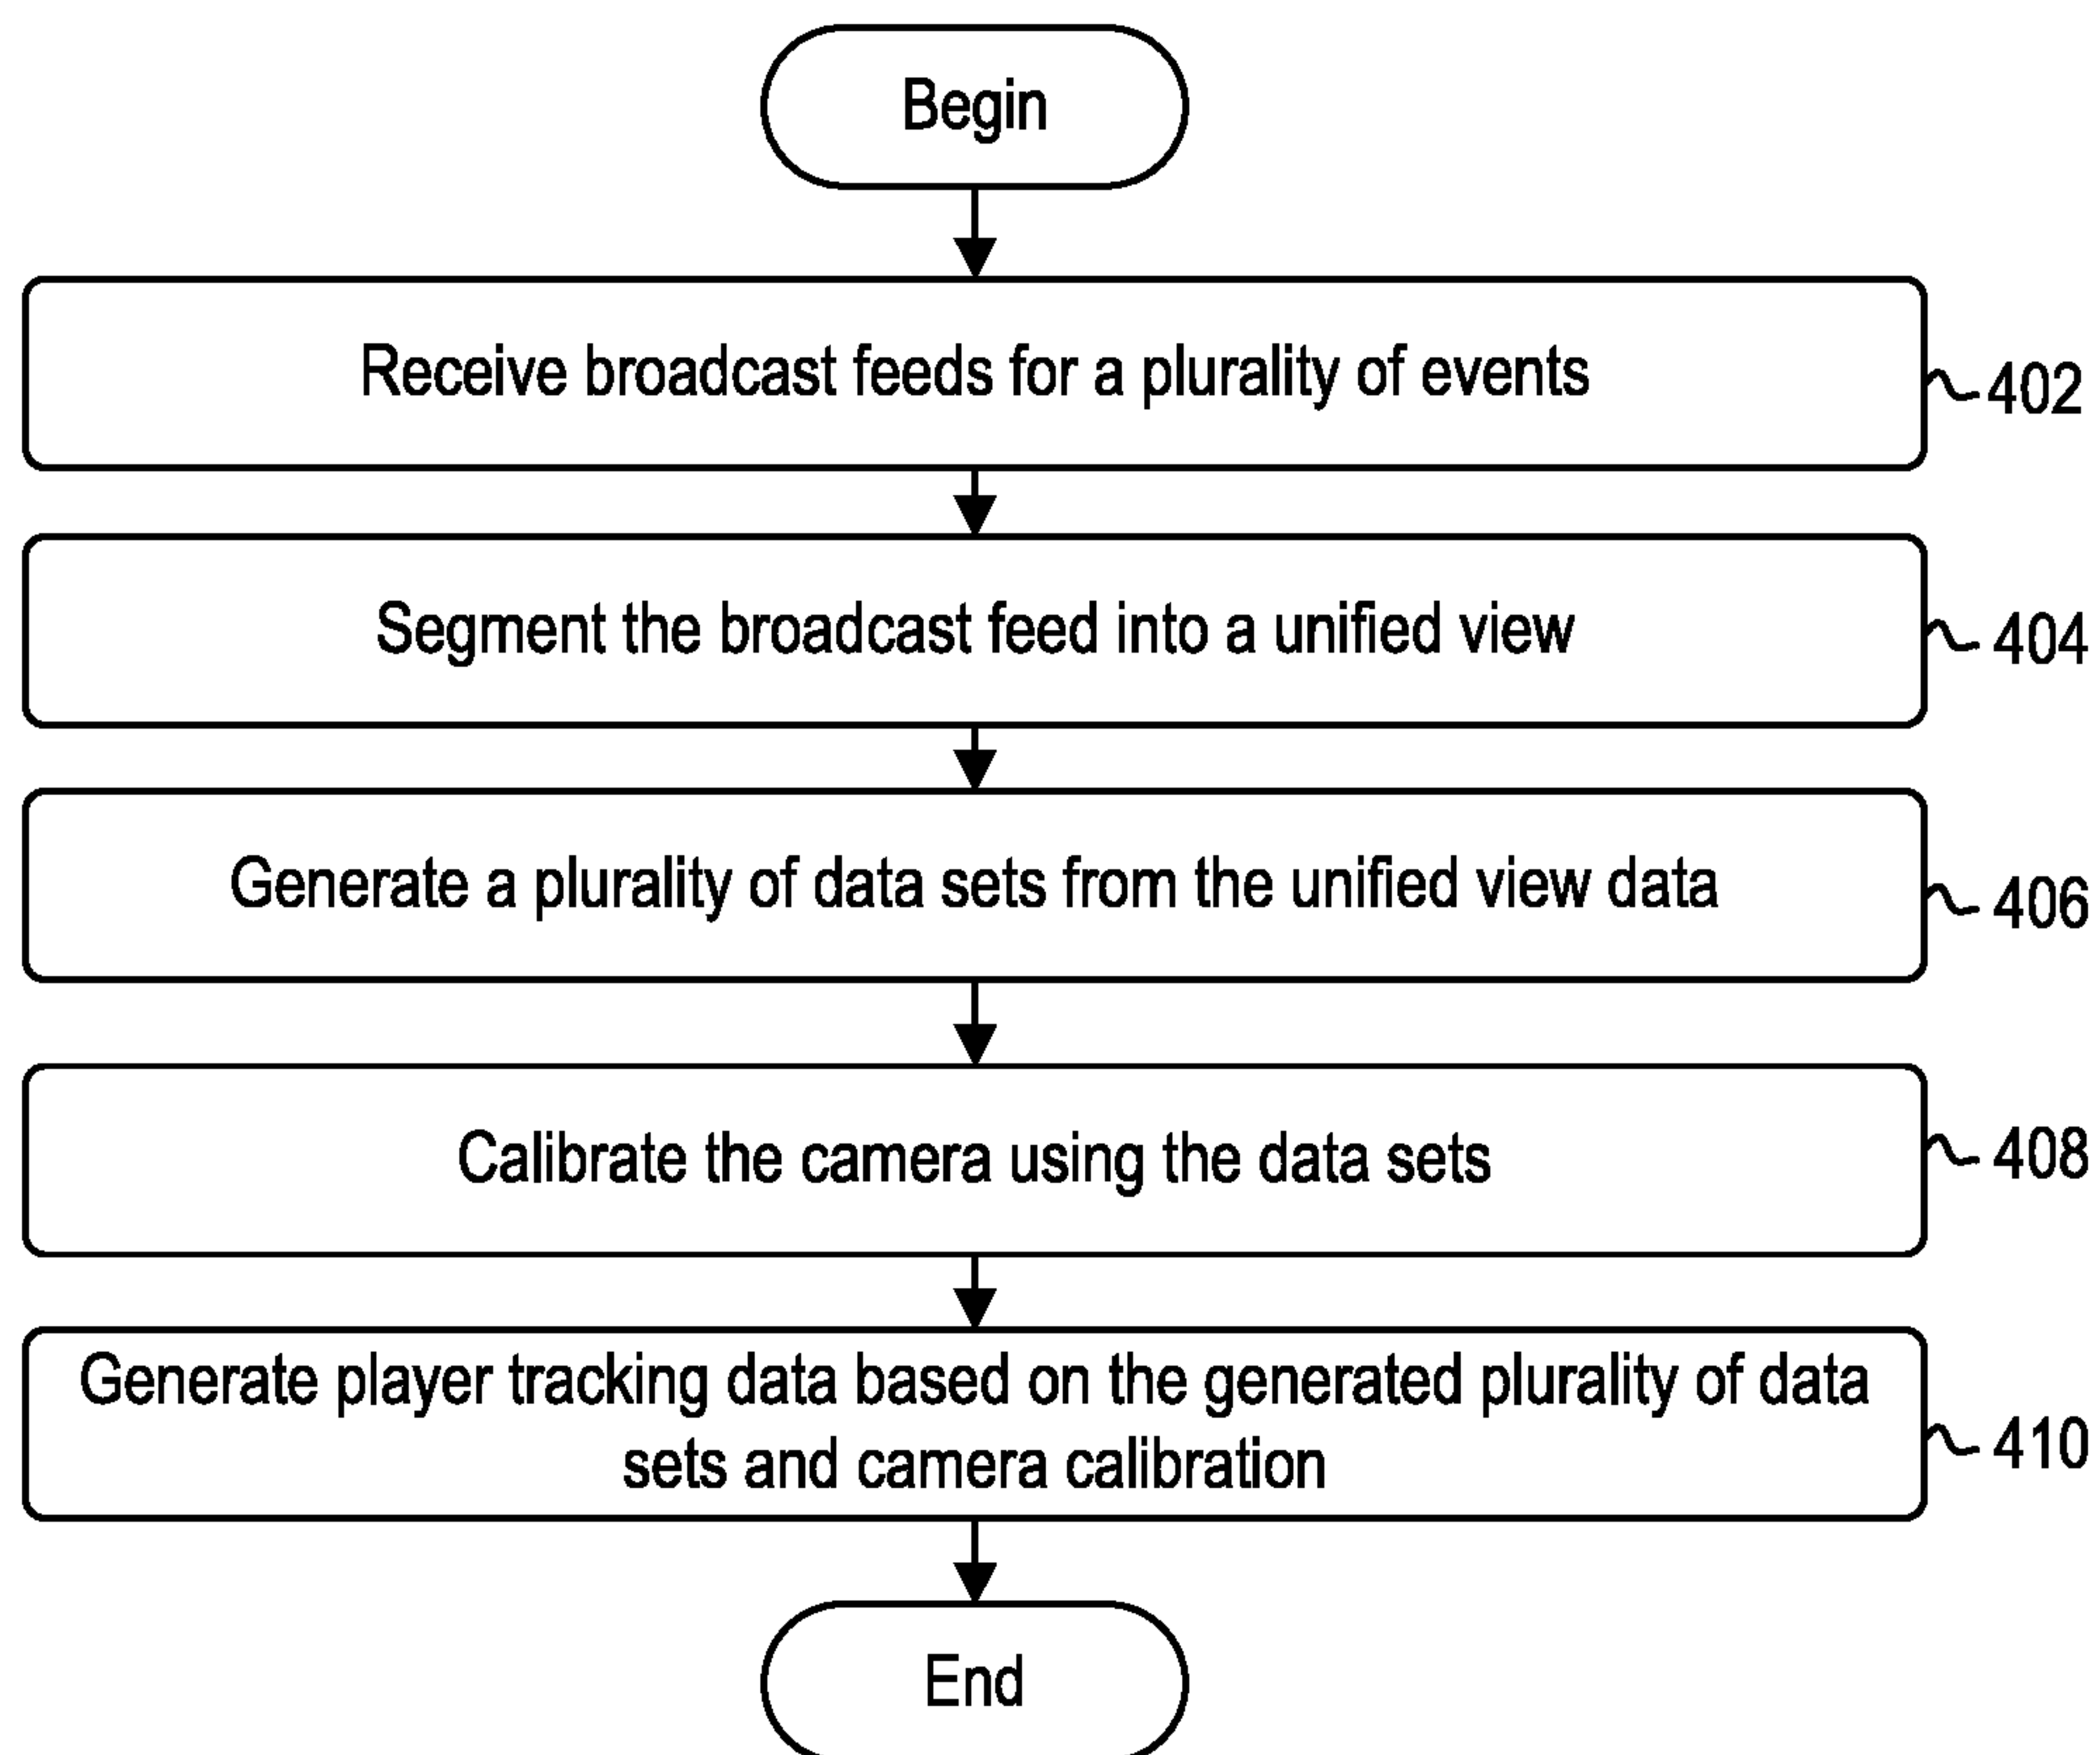 Begin
Receive broadcast feeds for a plurality of events
402
Segment the broadcast feed into a unified view
404
Generate a plurality of data sets from the unified view data
406
Calibrate the camera using the data sets
408
Generate player tracking data based on the generated plurality of data
sets and camera calibration
410
End